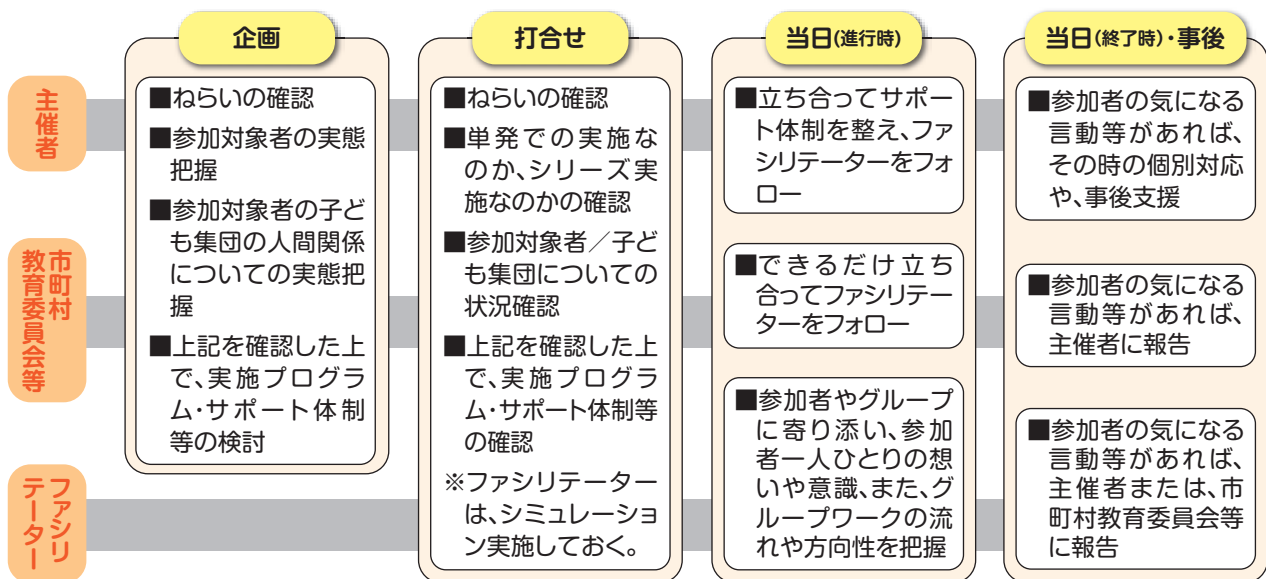 企画
打合せ
当日(進行時)
当日(終了時)・事後
主催者
市町村
教育委員会等
ファシリ
テーター
■ねらいの確認
■参加対象者の実態
把握
■参加対象者の子ど
も集団の人間関係
についての実態把
握
■上記を確認した上
で、実施プログラ
ム・サポート体制
等の検討
■ねらいの確認
■単発での実施な
のか、シリーズ実
施なのかの確認
■参加対象者／子ど
も集団についての
状況確認
■上記を確認した上
で、実施プログラ
ム・サポート体制等
の確認
※ファシリテーター
は、シミュレーショ
ン実施しておく。
■立ち合ってサポー
ト体制を整え、ファ
シリテーターをフォ
ロー
■できるだけ立ち
合ってファシリテー
ターをフォロー
■参加者やグループ
に寄り添い、参加
者一人ひとりの想
いや意識、また、グ
ループワークの流
れや方向性を把握
■参加者の気になる
言動等があれば、
その時の個別対応
や、事後支援
■参加者の気になる
言動等があれば、
主催者に報告
■参加者の気になる
言動等があれば、
主催者または、市
町村教育委員会等
に報告